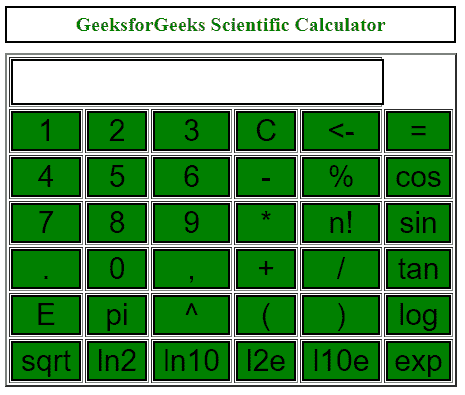 GeeksforGeeks Scientific Calculator
1 2 3 C <- =
4 5 6 - % cos
7 8 9 * n! sin
. 0 , + / tan
E pi ^ ( ) log
sqrt ln2 ln10 l2e l10e exp